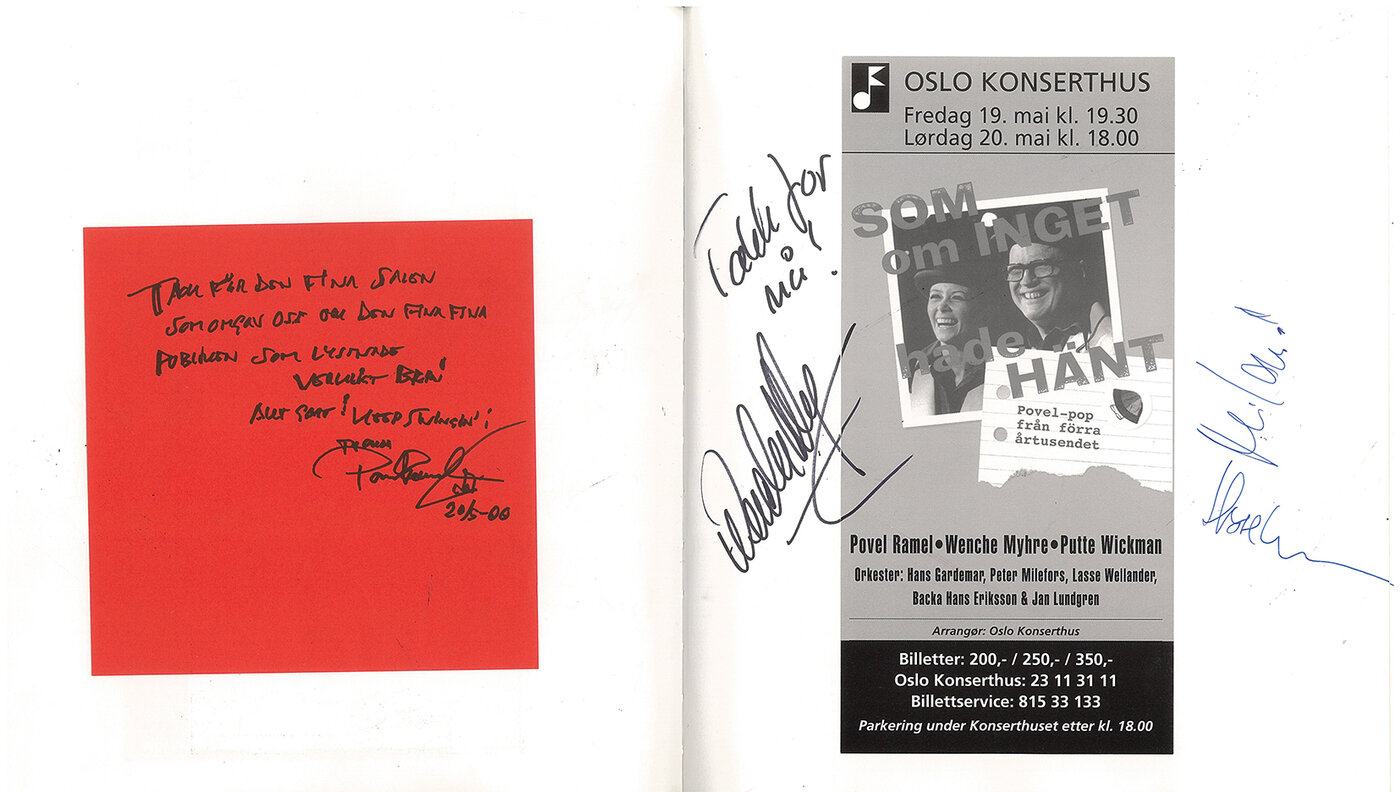 TACK FÖR DEN FINA SALEN
SOM OMGAV OSS OCH DEN FINA FINA
PUBLIKEN SOM LYSSNADE
VERKLIGT BRA!
ALLT GOTT! KEEP SWINGIN'!
20/5-00
Takk for
nå!
OSLO KONSERTHUS
Fredag 19. mai kl. 19.30
Lørdag 20. mai kl. 18.00
SOM
om INGET
hade
HÄNT
Povel-pop
från förra
årtusendet
Povel Ramel • Wenche Myhre • Putte Wickman
Orkester: Hans Gardemar, Peter Milefors, Lasse Wellander,
Backa Hans Eriksson & Jan Lundgren
Arrangør: Oslo Konserthus
Billetter: 200,- / 250,- / 350,-
Oslo Konserthus: 23 11 31 11
Billettservice: 815 33 133
Parkering under Konserthuset etter kl. 18.00